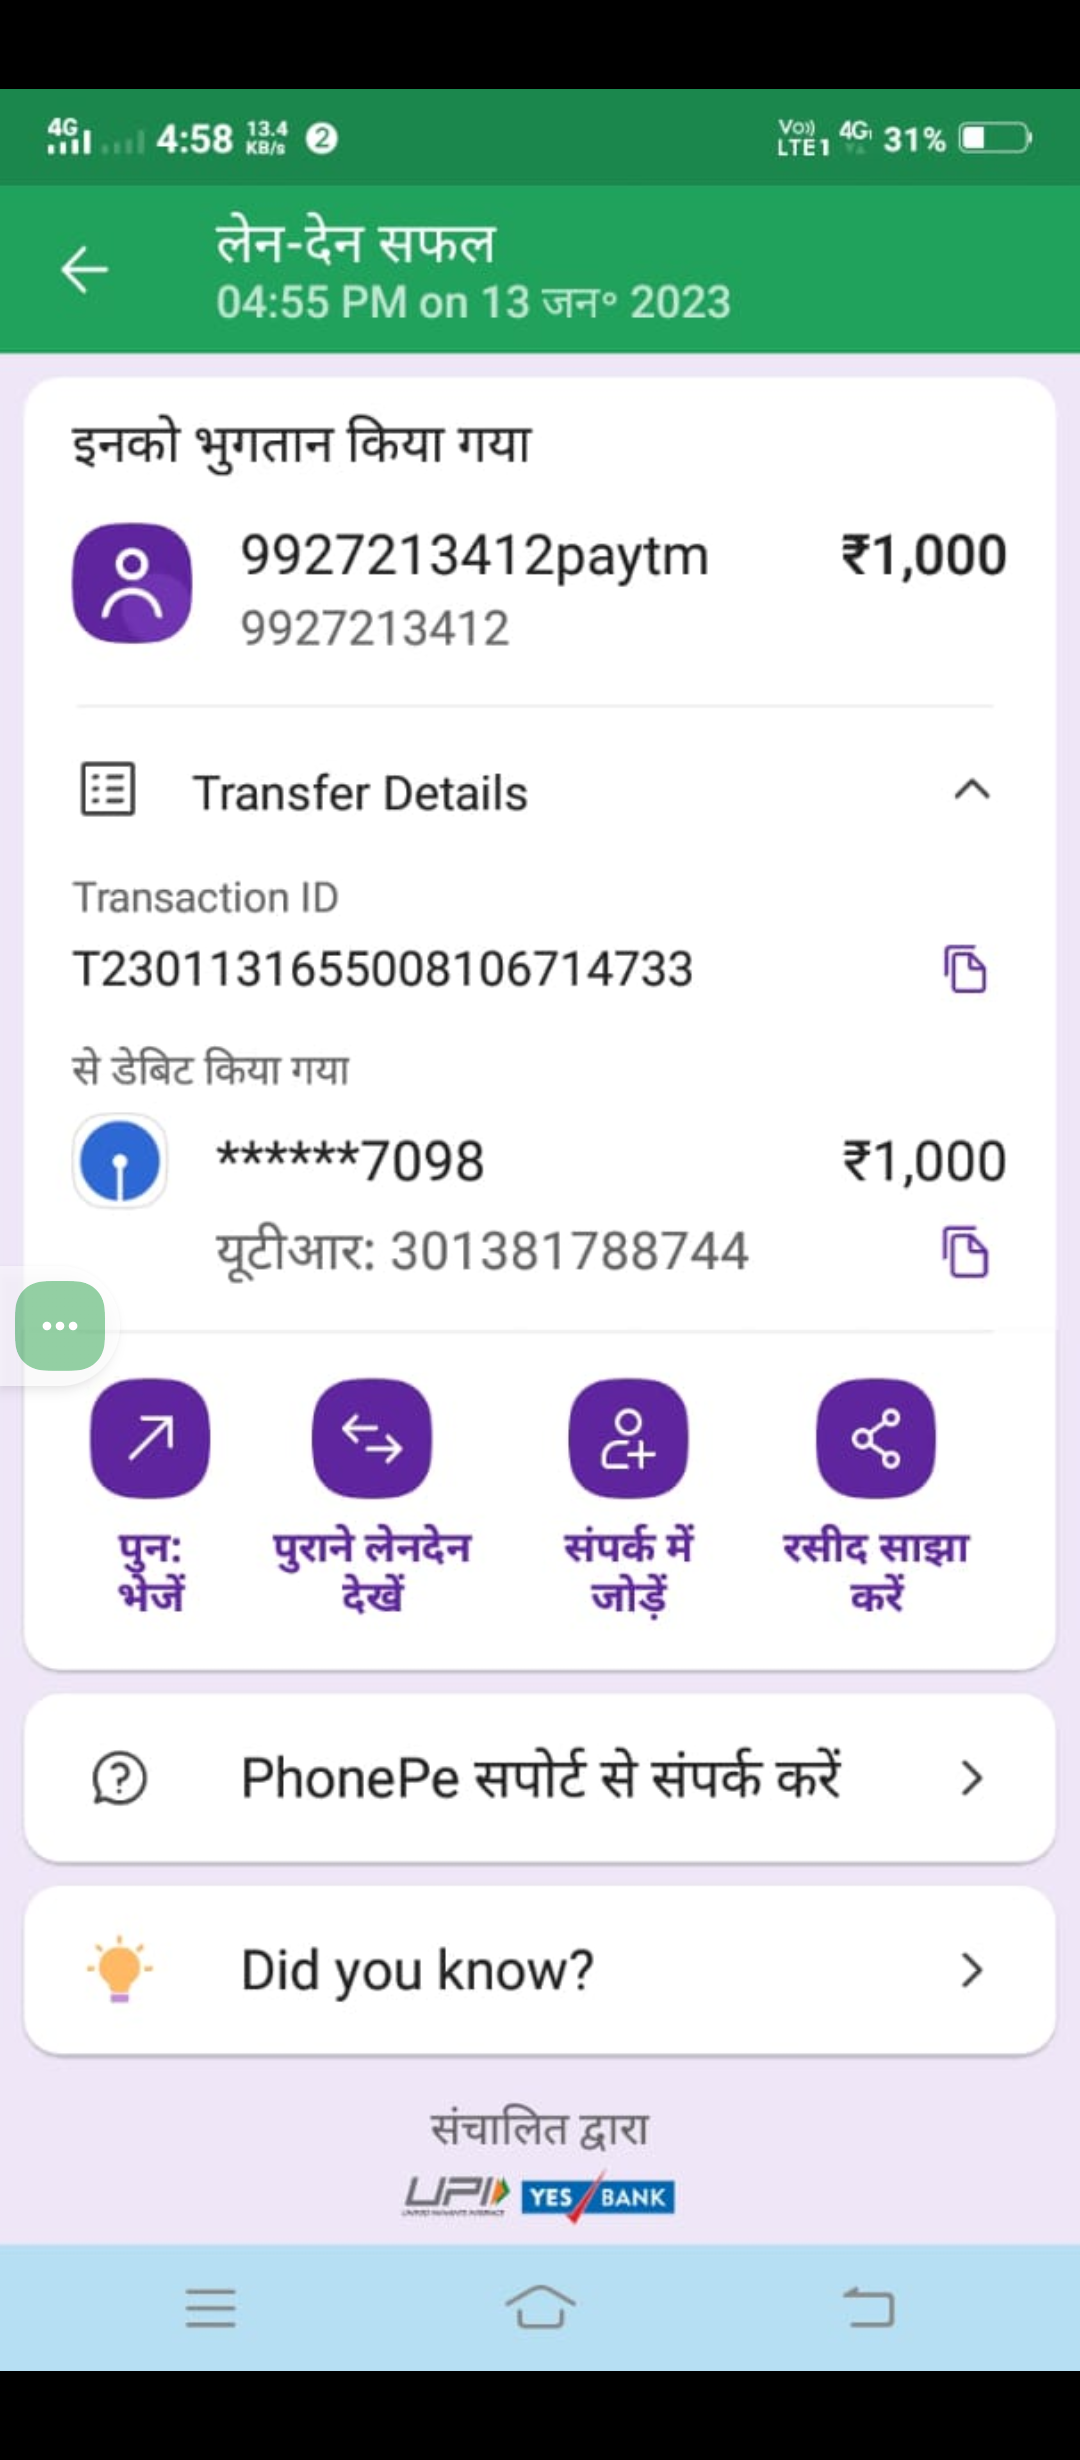 4G 4:58 13.4 KB/s 2 Vo)) LTE1 4G 31%
लेन-देन सफल
04:55 PM on 13 जन॰ 2023
इनको भुगतान किया गया
9927213412paytm ₹1,000
9927213412
Transfer Details
Transaction ID
T2301131655008106714733
से डेबिट किया गया
******7098 ₹1,000
यूटीआर: 301381788744
पुन: भेजें
पुराने लेनदेन देखें
संपर्क में जोड़ें
रसीद साझा करें
PhonePe सपोर्ट से संपर्क करें
Did you know?
संचालित द्वारा
UPI YES BANK